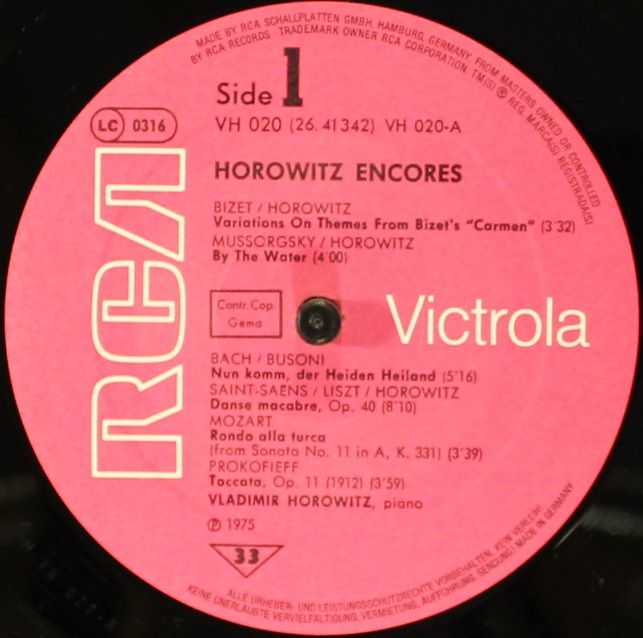 MADE BY RCA SCHALLPLATTEN GMBH, HAMBURG, GERMANY, FROM MASTERS OWNED OR CONTROLLED
BY RCA RECORDS · TRADEMARK OWNER RCA CORPORATION. TM(S) ® REG. MARCA(S) REGISTRADA(S)
Side 1
LC 0316
VH 020 (26. 41 342) VH 020-A
HOROWITZ ENCORES
BIZET / HOROWITZ
Variations On Themes From Bizet's "Carmen" (3'32)
MUSSORGSKY / HOROWITZ
By The Water (4'00)
Contr. Cop.
Gema
RCA
Victrola
BACH / BUSONI
Nun komm, der Heiden Heiland (5'16)
SAINT-SAËNS / LISZT / HOROWITZ
Danse macabre, Op. 40 (8'10)
MOZART
Rondo alla turca
(from Sonata No. 11 in A, K. 331) (3'39)
PROKOFIEFF
Toccata, Op. 11 (1912) (3'59)
VLADIMIR HOROWITZ, piano
℗ 1975
33
ALLE URHEBER- UND LEISTUNGSSCHUTZRECHTE VORBEHALTEN. KEIN VERLEIH!
KEINE UNERLAUBTE VERVIELFÄLTIGUNG, VERMIETUNG, AUFFÜHRUNG, SENDUNG! MADE IN GERMANY